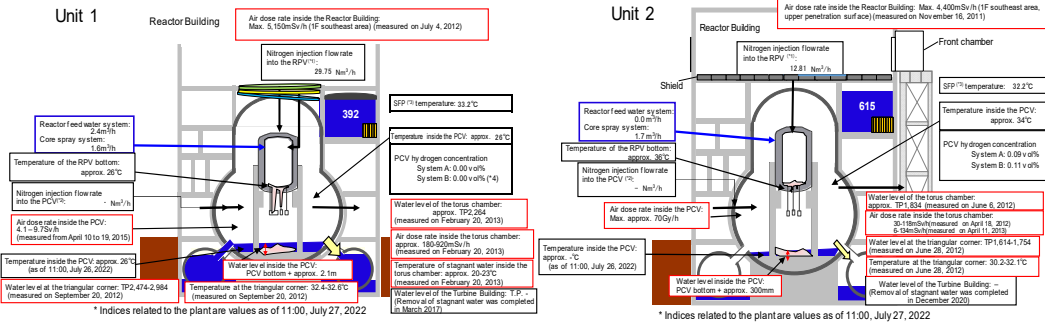 Unit 1
Reactor Building
Air dose rate inside the Reactor Building:
Max. 5,150mSv/h (1F southeast area) (measured on July 4, 2012)
Nitrogen injection flow rate
into the RPV(*1):
29.75 Nm³/h
SFP (*3) temperature: 33.2℃
392
Reactor feed water system:
2.4m³/h
Core spray system:
1.6m³/h
Temperature inside the PCV: approx. 26℃
PCV hydrogen concentration
System A: 0.00 vol%
System B: 0.00 vol% (*4)
Temperature of the RPV bottom:
approx. 26℃
Nitrogen injection flow rate
into the PCV(*2):
- Nm³/h
Air dose rate inside the PCV:
4.1–9.7Sv/h
(measured from April 10 to 19, 2015)
Water level of the torus chamber:
approx. TP2,264
(measured on February 20, 2013)
Air dose rate inside the torus chamber:
approx. 180-920mSv/h
(measured on February 20, 2013)
Temperature of stagnant water inside the
torus chamber: approx. 20-23℃
(measured on February 20, 2013)
Temperature inside the PCV: approx. 26℃
(as of 11:00, July 26, 2022)
Water level inside the PCV:
PCV bottom + approx. 2.1m
Water level at the triangular corner: TP2,474-2,984
(measured on September 20, 2012)
Temperature at the triangular corner: 32.4-32.6℃
(measured on September 20, 2012)
Water level of the Turbine Building: T.P. -
(Removal of stagnant water was completed
in March 2017)
* Indices related to the plant are values as of 11:00, July 27, 2022
Unit 2
Reactor Building
Air dose rate inside the Reactor Building: Max. 4,400mSv/h (1F southeast area,
upper penetration surface) (measured on November 16, 2011)
Front chamber
Nitrogen injection flow rate
into the RPV (*1):
12.81 Nm³/h
Shield
SFP (*3) temperature: 32.2℃
615
Reactor feed water system:
0.0 m³/h
Core spray system:
1.7 m³/h
Temperature inside the PCV:
approx. 34℃
PCV hydrogen concentration
System A: 0.09 vol%
System B: 0.11 vol%
Temperature of the RPV bottom:
approx. 36℃
Nitrogen injection flow rate
into the PCV (*2):
– Nm³/h
Air dose rate inside the PCV:
Max. approx. 70Gy/h
Water level of the torus chamber:
approx. TP1,834 (measured on June 6, 2012)
Air dose rate inside the torus chamber:
30-118mSv/h(measured on April 18, 2012)
6-134mSv/h(measured on April 11, 2013)
Water level at the triangular corner: TP1,614-1,754
(measured on June 28, 2012)
Temperature at the triangular corner: 30.2-32.1℃
(measured on June 28, 2012)
Temperature inside the PCV:
approx. -℃
(as of 11:00, July 26, 2022)
Water level inside the PCV:
PCV bottom + approx. 300mm
Water level of the Turbine Building: –
(Removal of stagnant water was completed
in December 2020)
* Indices related to the plant are values as of 11:00, July 27, 2022